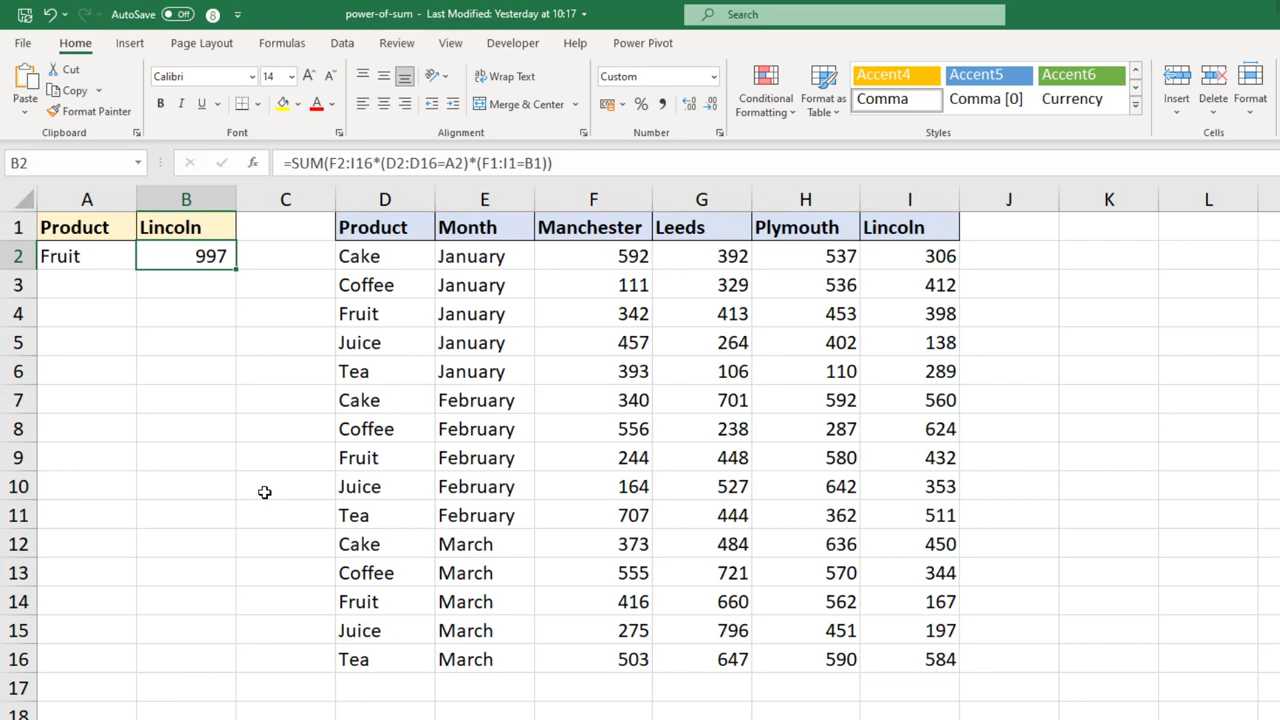 AutoSave Off 8 power-of-sum - Last Modified: Yesterday at 10:17 Search
File Home Insert Page Layout Formulas Data Review View Developer Help Power Pivot
Paste Cut Copy Format Painter Clipboard
Calibri 14 A A B I U A Font
ab Wrap Text Merge & Center Alignment
Custom % , Number
Conditional Formatting Format as Table
Accent4 Accent5 Accent6
Comma Comma [0] Currency
Styles
Insert Delete Format
Cells
B2 fx =SUM(F2:I16*(D2:D16=A2)*(F1:I1=B1))
A B C D E F G H I J K L
1 Product Lincoln Product Month Manchester Leeds Plymouth Lincoln
2 Fruit 997 Cake January 592 392 537 306
3 Coffee January 111 329 536 412
4 Fruit January 342 413 453 398
5 Juice January 457 264 402 138
6 Tea January 393 106 110 289
7 Cake February 340 701 592 560
8 Coffee February 556 238 287 624
9 Fruit February 244 448 580 432
10 Juice February 164 527 642 353
11 Tea February 707 444 362 511
12 Cake March 373 484 636 450
13 Coffee March 555 721 570 344
14 Fruit March 416 660 562 167
15 Juice March 275 796 451 197
16 Tea March 503 647 590 584
17
18